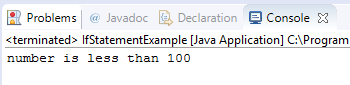 Problems @ Javadoc Declaration Console
<terminated> IfStatementExample [Java Application] C:\Program
number is less than 100